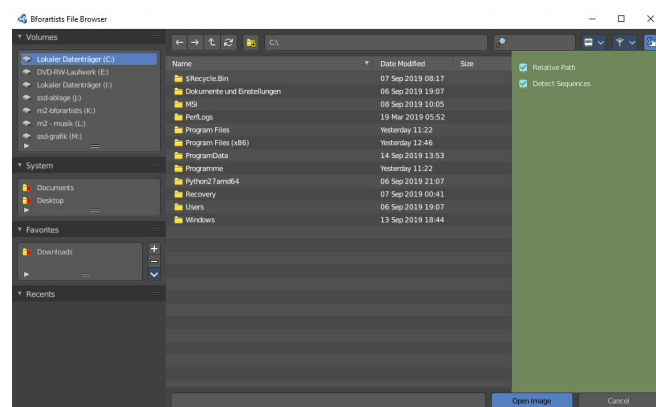 Bforartists File Browser
Volumes
C:\
Lokaler Datenträger (C:)
DVD-RW-Laufwerk (E:)
Lokaler Datenträger (I:)
ssd-ablage (J:)
m2-bforartists (K:)
m2 - musik (L:)
ssd-grafik (M:)
System
Documents
Desktop
Favorites
Downloads
Recents
Name Date Modified Size
$Recycle.Bin 07 Sep 2019 08:17
Dokumente und Einstellungen 06 Sep 2019 19:07
MSI 08 Sep 2019 10:05
PerfLogs 19 Mar 2019 05:52
Program Files Yesterday 11:22
Program Files (x86) Yesterday 12:46
ProgramData 14 Sep 2019 13:53
Programme Yesterday 11:22
Python27amd64 06 Sep 2019 21:07
Recovery 07 Sep 2019 00:41
Users 06 Sep 2019 19:07
Windows 13 Sep 2019 18:44
Relative Path
Detect Sequences
Open Image Cancel